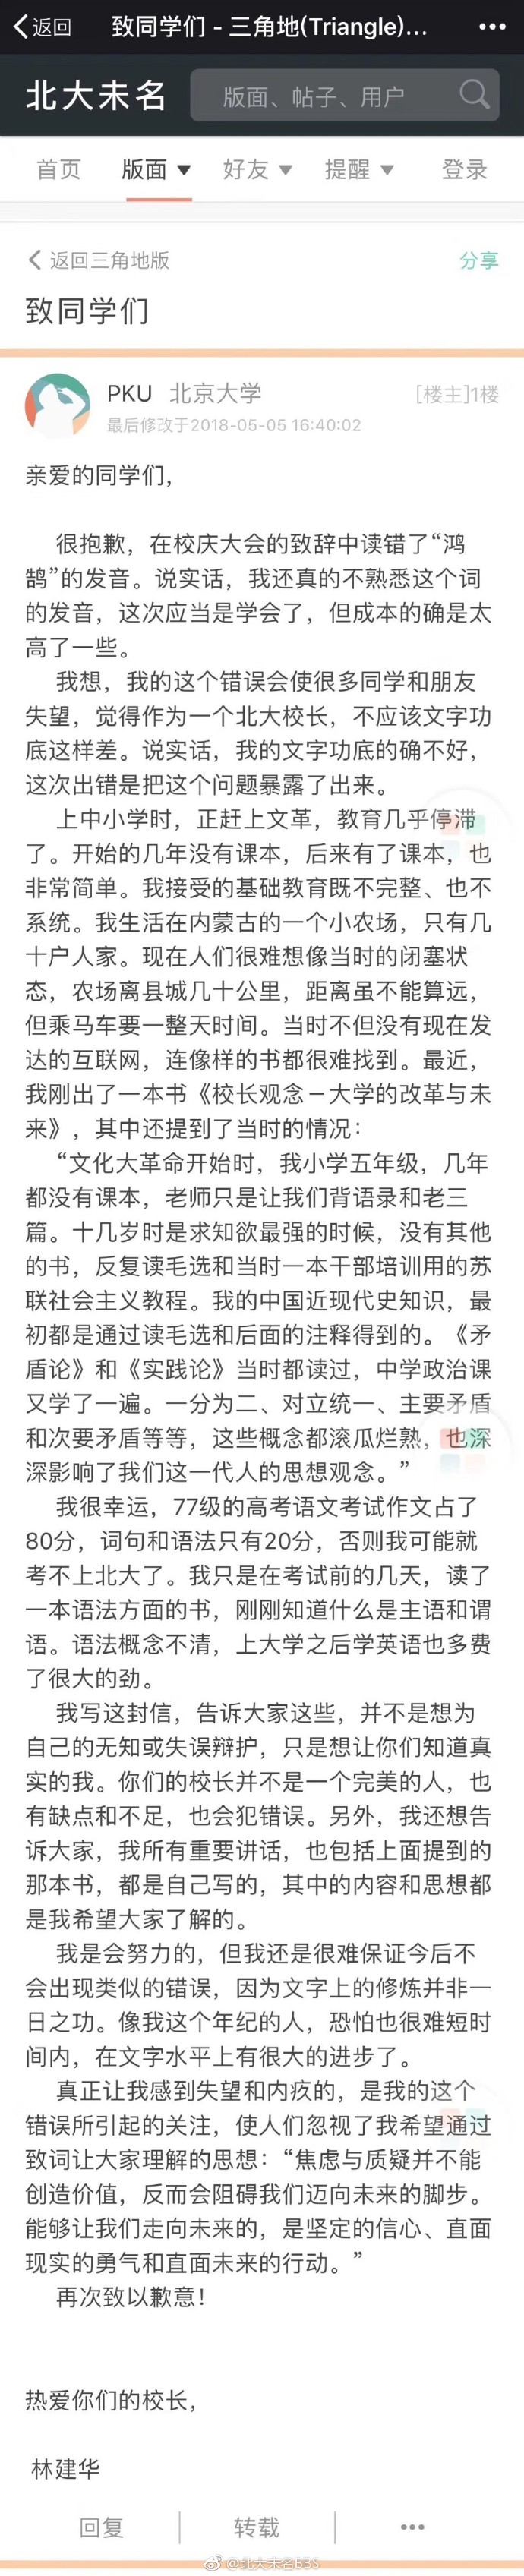 返回 致同学们 - 三角地(Triangle)...
北大未名 版面、帖子、用户
首页 版面 好友 提醒 登录
返回三角地版 分享
致同学们
PKU 北京大学 [楼主]1楼
最后修改于2018-05-05 16:40:02
亲爱的同学们，
很抱歉，在校庆大会的致辞中读错了“鸿
鹄”的发音。说实话，我还真的不熟悉这个词
的发音，这次应当是学会了，但成本的确是太
高了一些。
我想，我的这个错误会使很多同学和朋友
失望，觉得作为一个北大校长，不应该文字功
底这样差。说实话，我的文字功底的确不好，
这次出错是把这个问题暴露了出来。
上中小学时，正赶上文革，教育几乎停滞
了。开始的几年没有课本，后来有了课本，也
非常简单。我接受的基础教育既不完整、也不
系统。我生活在内蒙古的一个小农场，只有几
十户人家。现在人们很难想像当时的闭塞状
态，农场离县城几十公里，距离虽不能算远，
但乘马车要一整天时间。当时不但没有现在发
达的互联网，连像样的书都很难找到。最近，
我刚出了一本书《校长观念－大学的改革与未
来》，其中还提到了当时的情况：
“文化大革命开始时，我小学五年级，几年
都没有课本，老师只是让我们背语录和老三
篇。十几岁时是求知欲最强的时候，没有其他
的书，反复读毛选和当时一本干部培训用的苏
联社会主义教程。我的中国近现代史知识，最
初都是通过读毛选和后面的注释得到的。《矛
盾论》和《实践论》当时都读过，中学政治课
又学了一遍。一分为二、对立统一、主要矛盾
和次要矛盾等等，这些概念都滚瓜烂熟，也深
深影响了我们这一代人的思想观念。”
我很幸运，77级的高考语文考试作文占了
80分，词句和语法只有20分，否则我可能就
考不上北大了。我只是在考试前的几天，读了
一本语法方面的书，刚刚知道什么是主语和谓
语。语法概念不清，上大学之后学英语也多费
了很大的劲。
我写这封信，告诉大家这些，并不是想为
自己的无知或失误辩护，只是想让你们知道真
实的我。你们的校长并不是一个完美的人，也
有缺点和不足，也会犯错误。另外，我还想告
诉大家，我所有重要讲话，也包括上面提到的
那本书，都是自己写的，其中的内容和思想都
是我希望大家了解的。
我是会努力的，但我还是很难保证今后不
会出现类似的错误，因为文字上的修炼并非一
日之功。像我这个年纪的人，恐怕也很难短时
间内，在文字水平上有很大的进步了。
真正让我感到失望和内疚的，是我的这个
错误所引起的关注，使人们忽视了我希望通过
致词让大家理解的思想：“焦虑与质疑并不能
创造价值，反而会阻碍我们迈向未来的脚步。
能够让我们走向未来的，是坚定的信心、直面
现实的勇气和直面未来的行动。”
再次致以歉意！
热爱你们的校长，
林建华
回复 转载 ...
@北大未名BBS